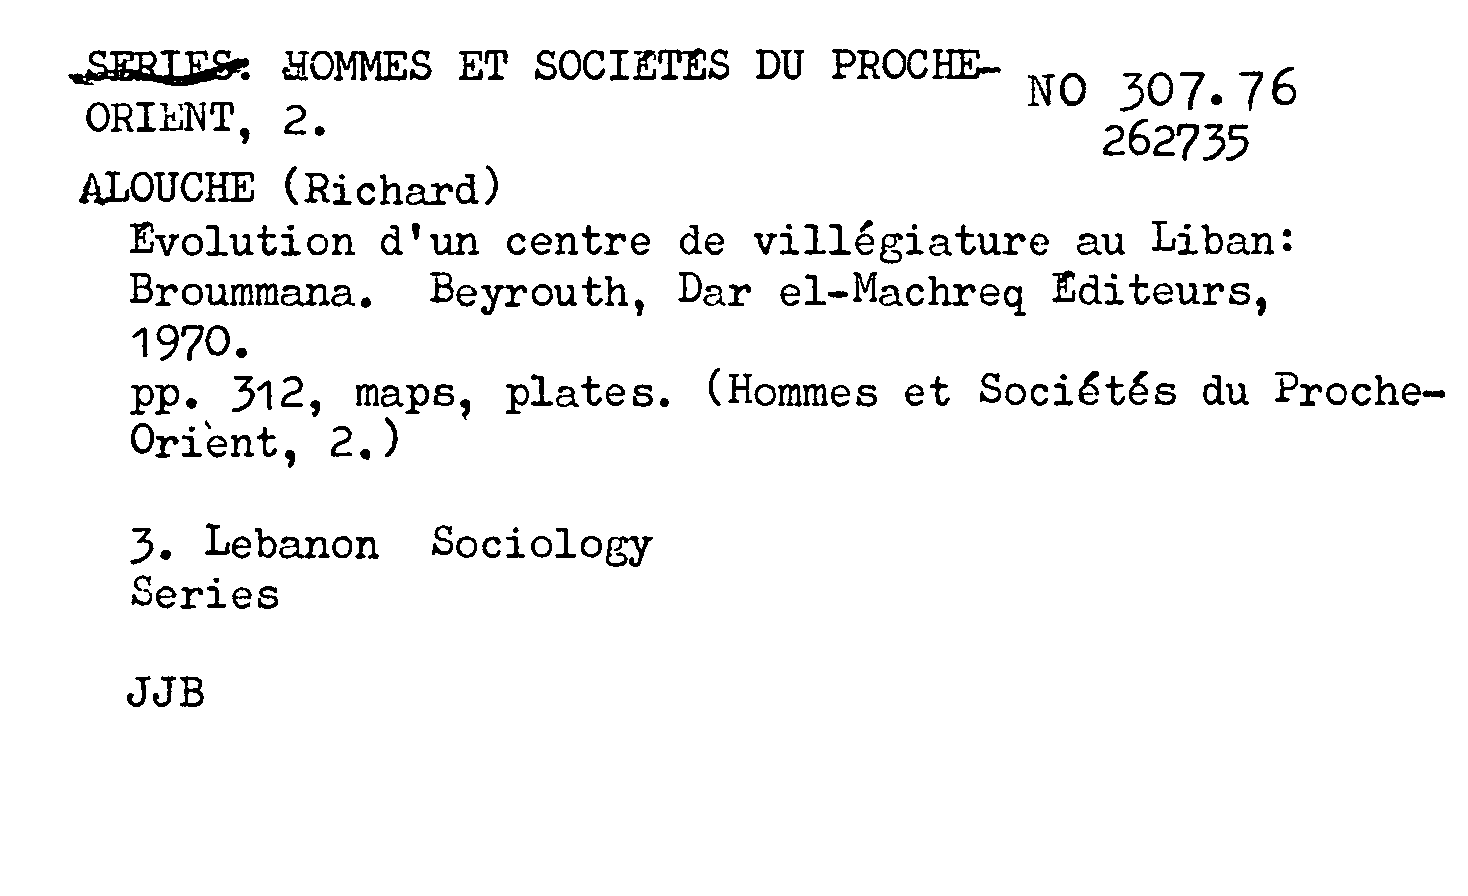 SERIES: HOMMES ET SOCIÉTÉS DU PROCHE-
ORIENT, 2.
NO 307.76
262735
ALOUCHE (Richard)
Evolution d'un centre de villégiature au Liban:
Broummana. Beyrouth, Dar el-Machreq Éditeurs,
1970.
pp. 312, maps, plates. (Hommes et Sociétés du Proche-
Orient, 2.)
3. Lebanon Sociology
Series
JJB